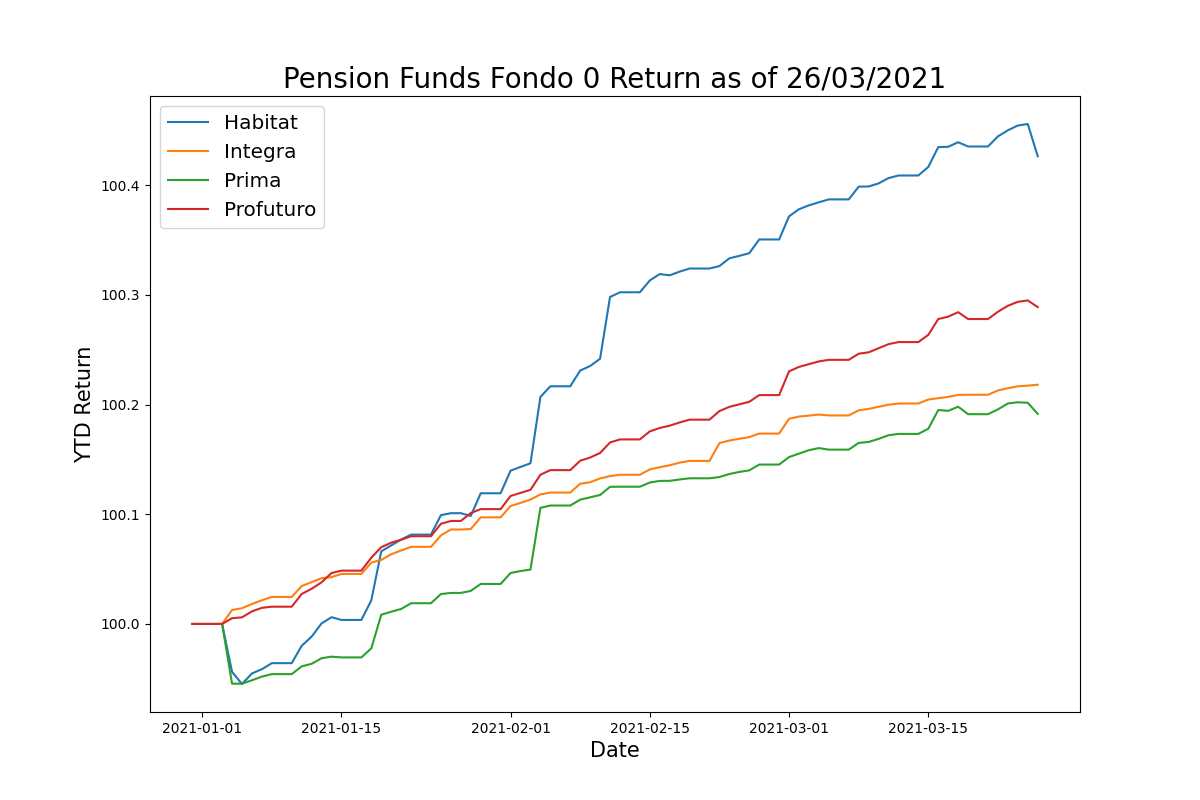 Pension Funds Fondo 0 Return as of 26/03/2021
Habitat
Integra
Prima
Profuturo
YTD Return
100.4
100.3
100.2
100.1
100.0
2021-01-01 2021-01-15 2021-02-01 2021-02-15 2021-03-01 2021-03-15
Date